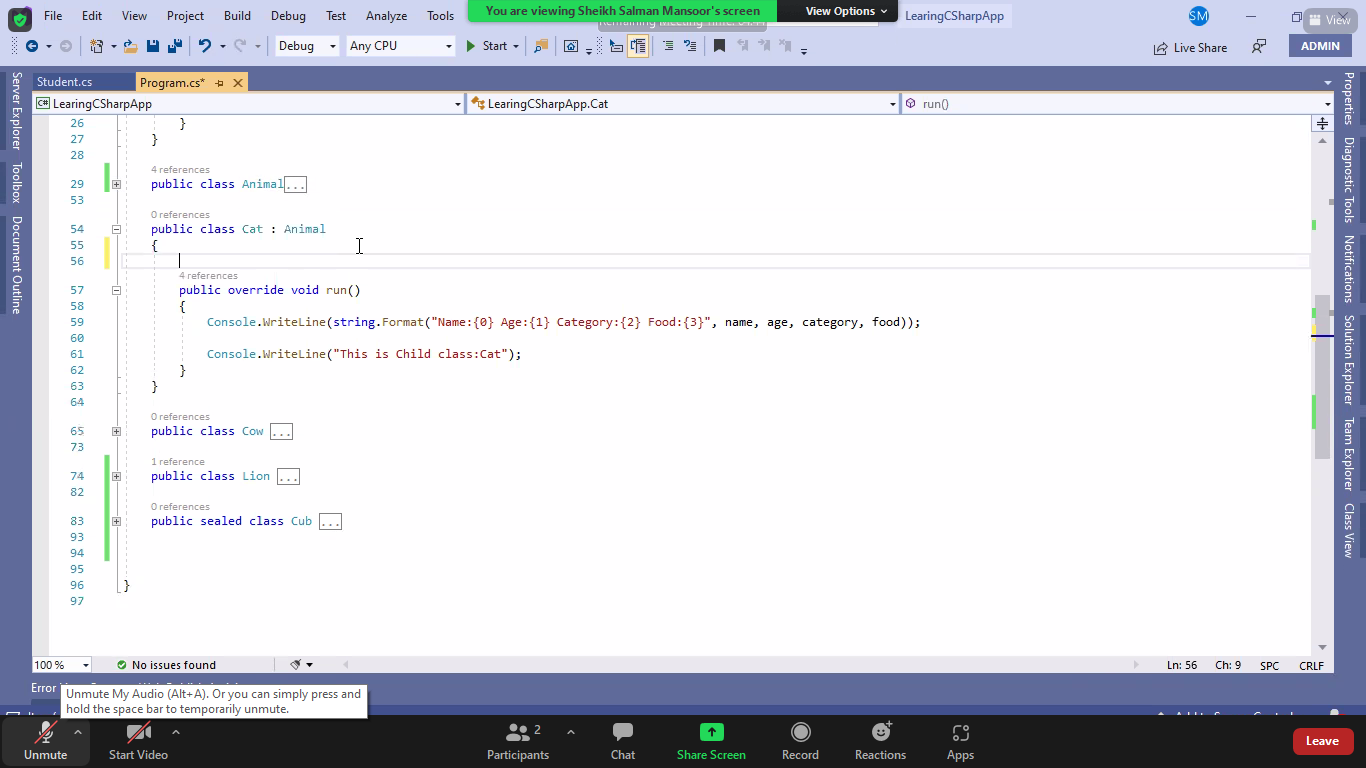 File Edit View Project Build Debug Test Analyze Tools
You are viewing Sheikh Salman Mansoor's screen
View Options
LearingCSharpApp
SM
View
Debug
Any CPU
Start
Live Share
ADMIN
Student.cs
Program.cs*
LearingCSharpApp
LearingCSharpApp.Cat
run()
Server Explorer
Toolbox
Document Outline
26 }
27 }
28
4 references
29 public class Animal...
53
0 references
54 public class Cat : Animal
55 {
56
4 references
57 public override void run()
58 {
59 Console.WriteLine(string.Format("Name:{0} Age:{1} Category:{2} Food:{3}", name, age, category, food));
60
61 Console.WriteLine("This is Child class:Cat");
62 }
63 }
64
0 references
65 public class Cow ...
73
1 reference
74 public class Lion ...
82
0 references
83 public sealed class Cub ...
93
94
95
96 }
97
Properties
Diagnostic Tools
Notifications
Solution Explorer
Team Explorer
Class View
100 %
No issues found
Ln: 56 Ch: 9 SPC CRLF
Error
Unmute My Audio (Alt+A). Or you can simply press and
hold the space bar to temporarily unmute.
Unmute
Start Video
2
Participants
Chat
Share Screen
Record
Reactions
Apps
Leave